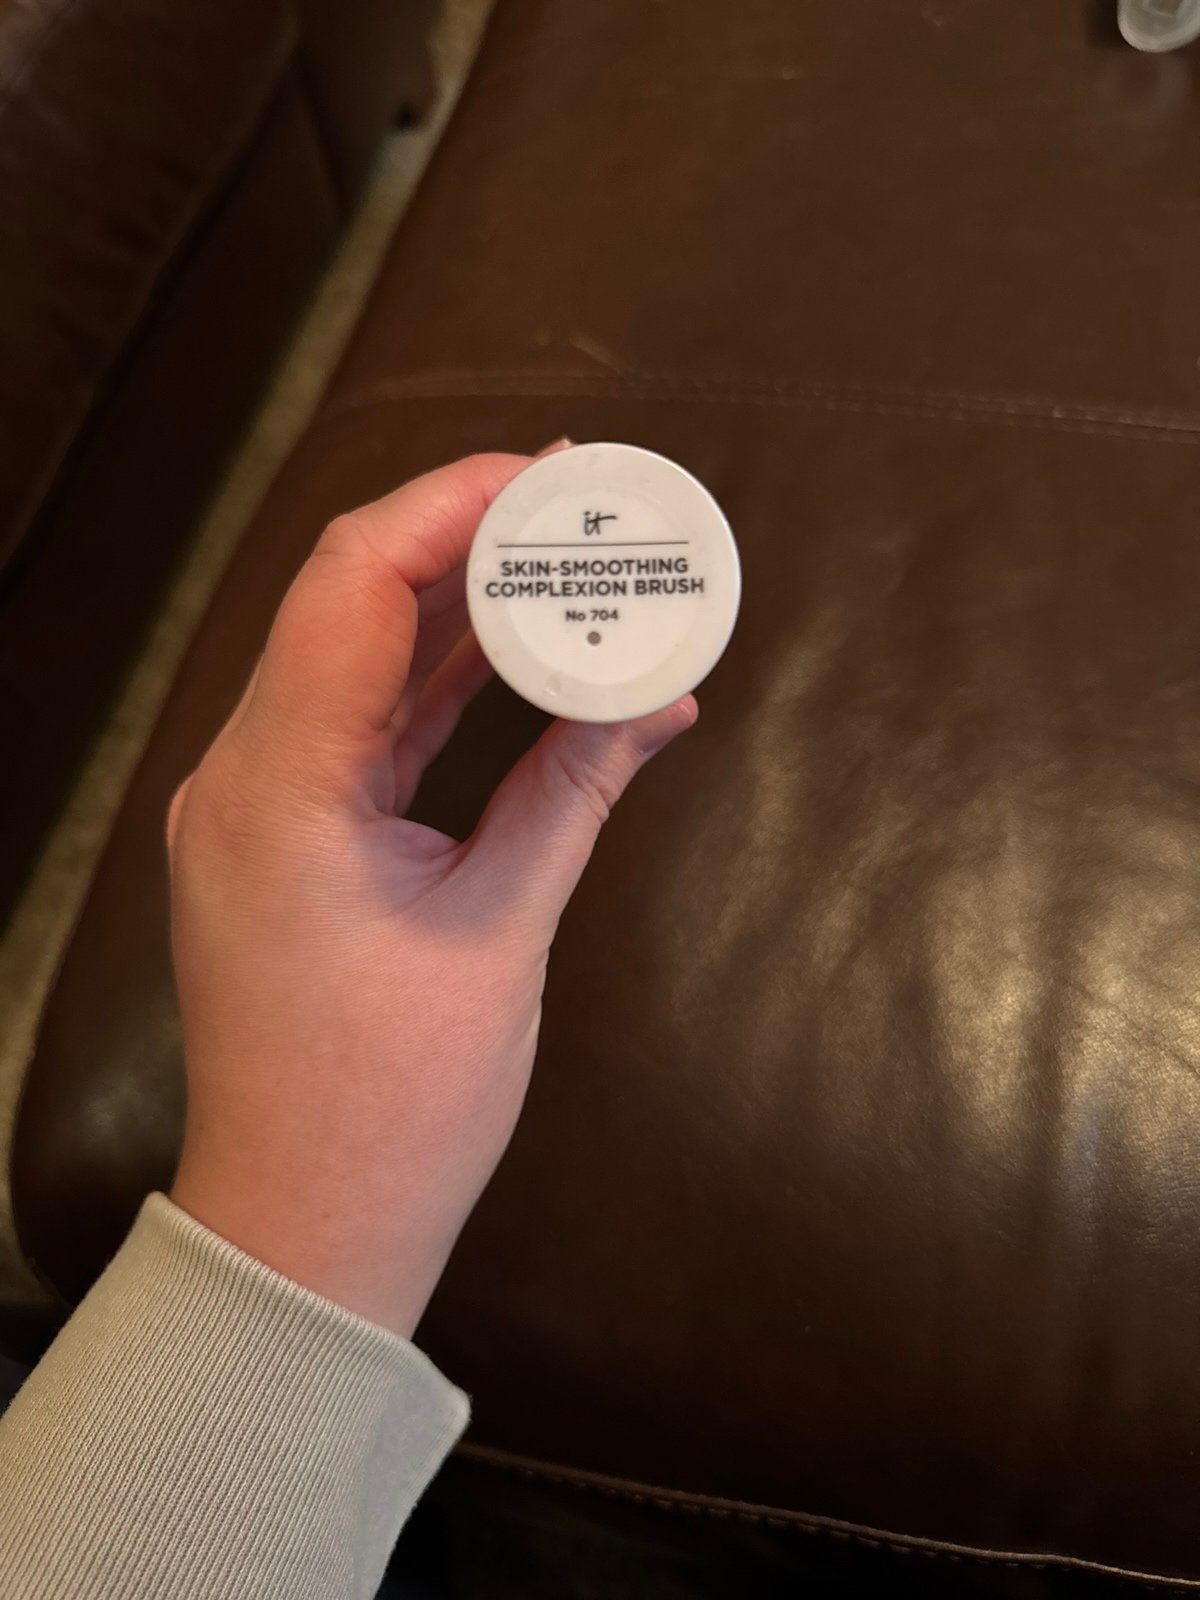 it
SKIN-SMOOTHING
COMPLEXION BRUSH
No 704